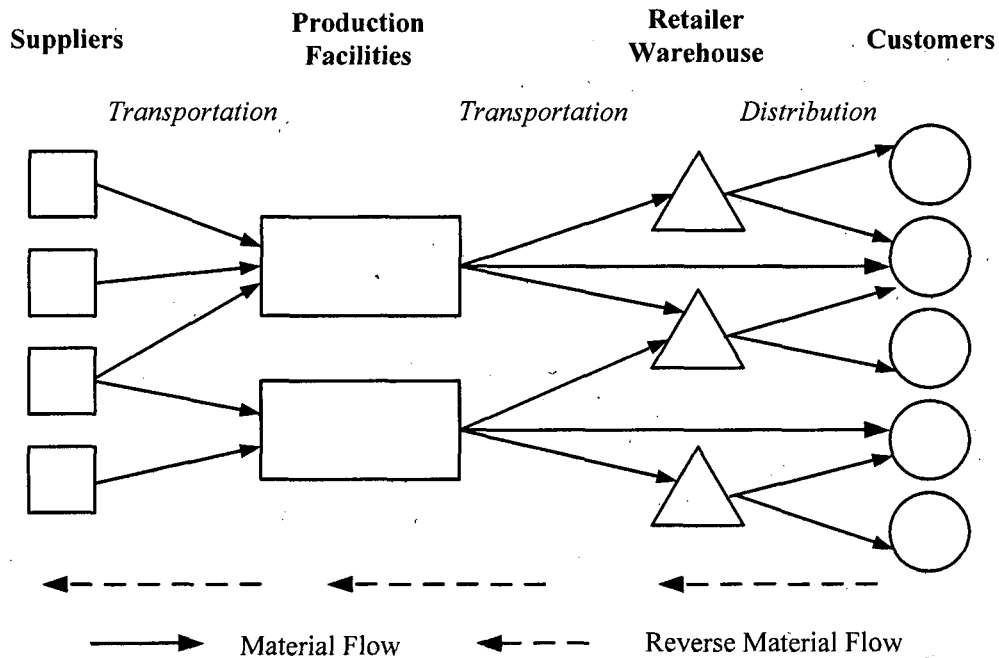 Suppliers
Production
Facilities
Retailer
Warehouse
Customers
Transportation
Transportation
Distribution
Material Flow
Reverse Material Flow